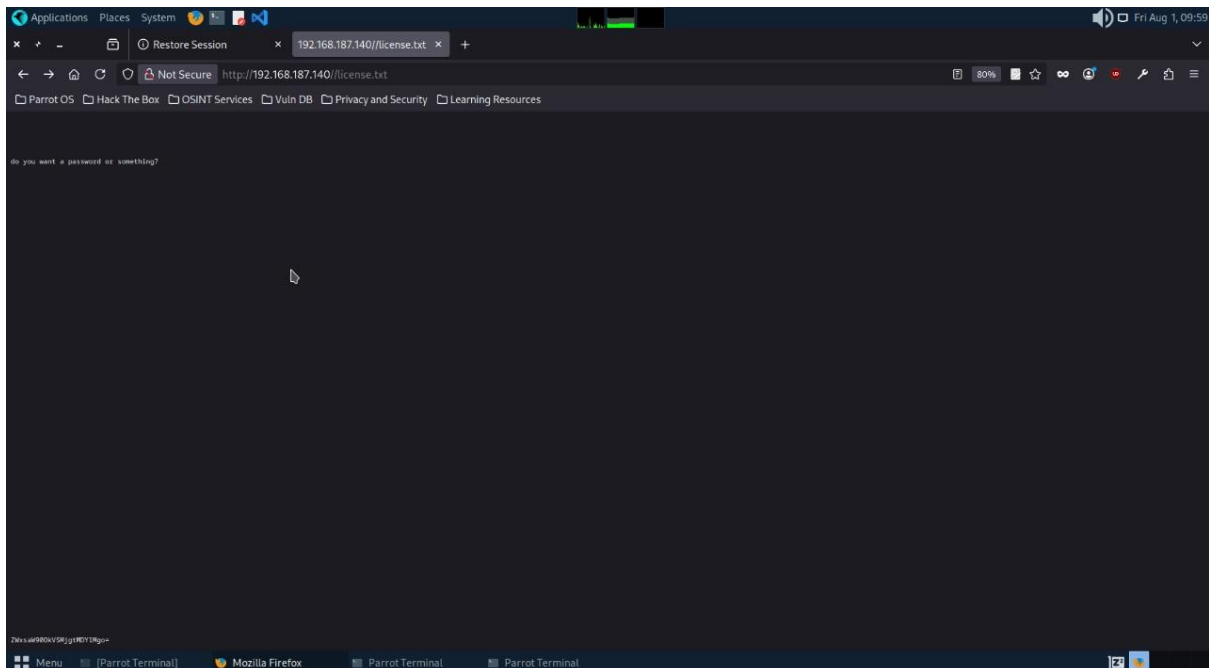 Applications Places System
Fri Aug 1, 09:59
Restore Session
192.168.187.140//license.txt
Not Secure http://192.168.187.140//license.txt
80%
Parrot OS Hack The Box OSINT Services Vuln DB Privacy and Security Learning Resources
do you want a password or something?
ZWxsaW90OkVSMjgtMDY1Mgo=
Menu [Parrot Terminal] Mozilla Firefox Parrot Terminal Parrot Terminal